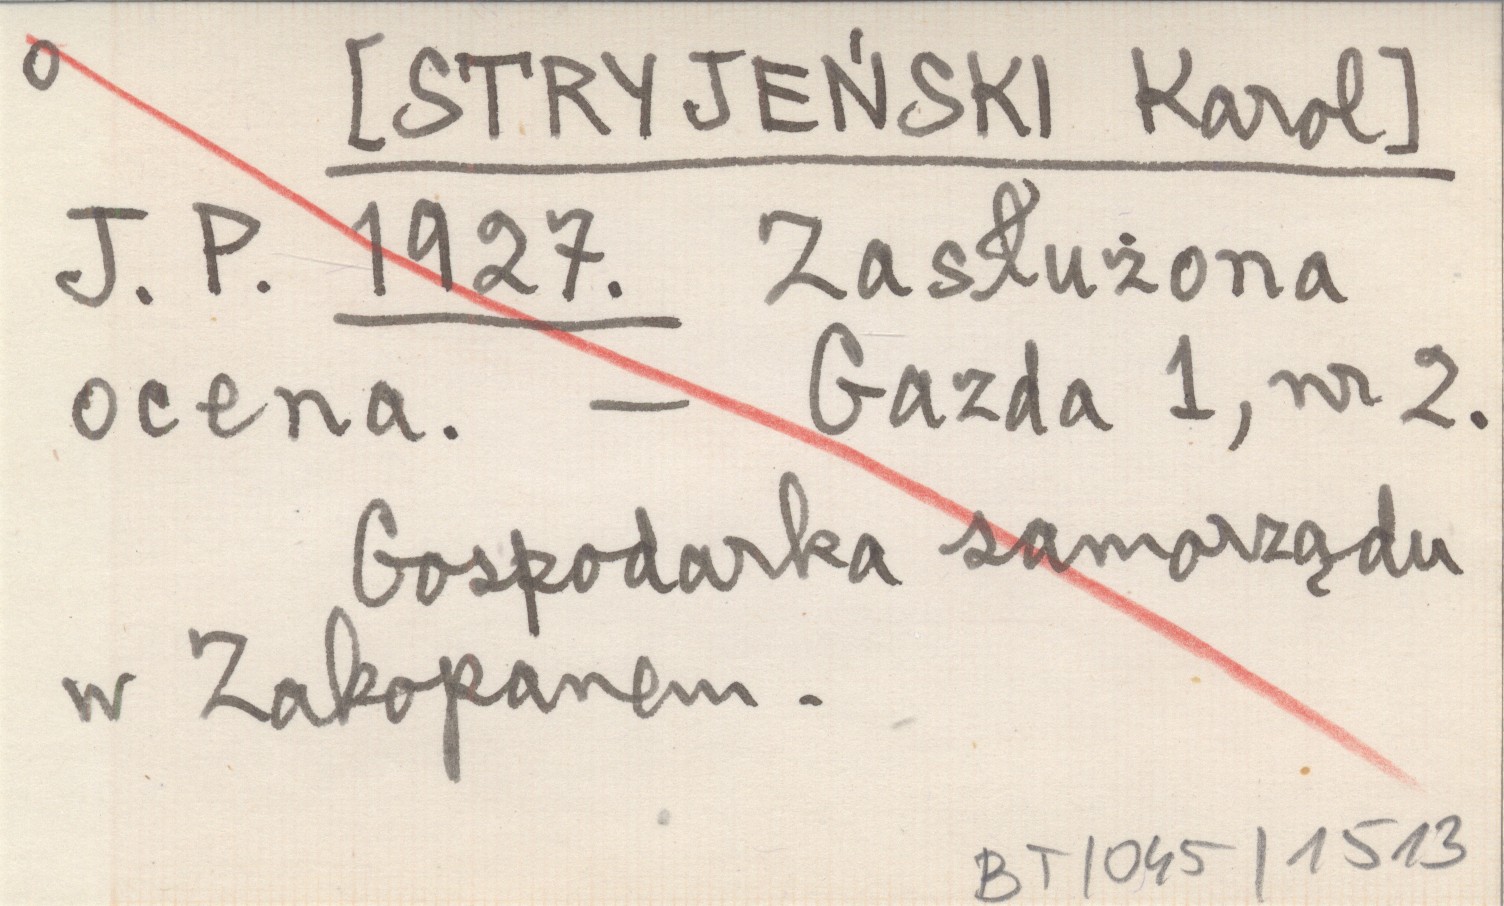 o [STRYJEŃSKI Karol]
J. P. 1927. Zasłużona
ocena. — Gazda 1, nr 2.
Gospodarka samorządu
w Zakopanem.
BT/045/1513